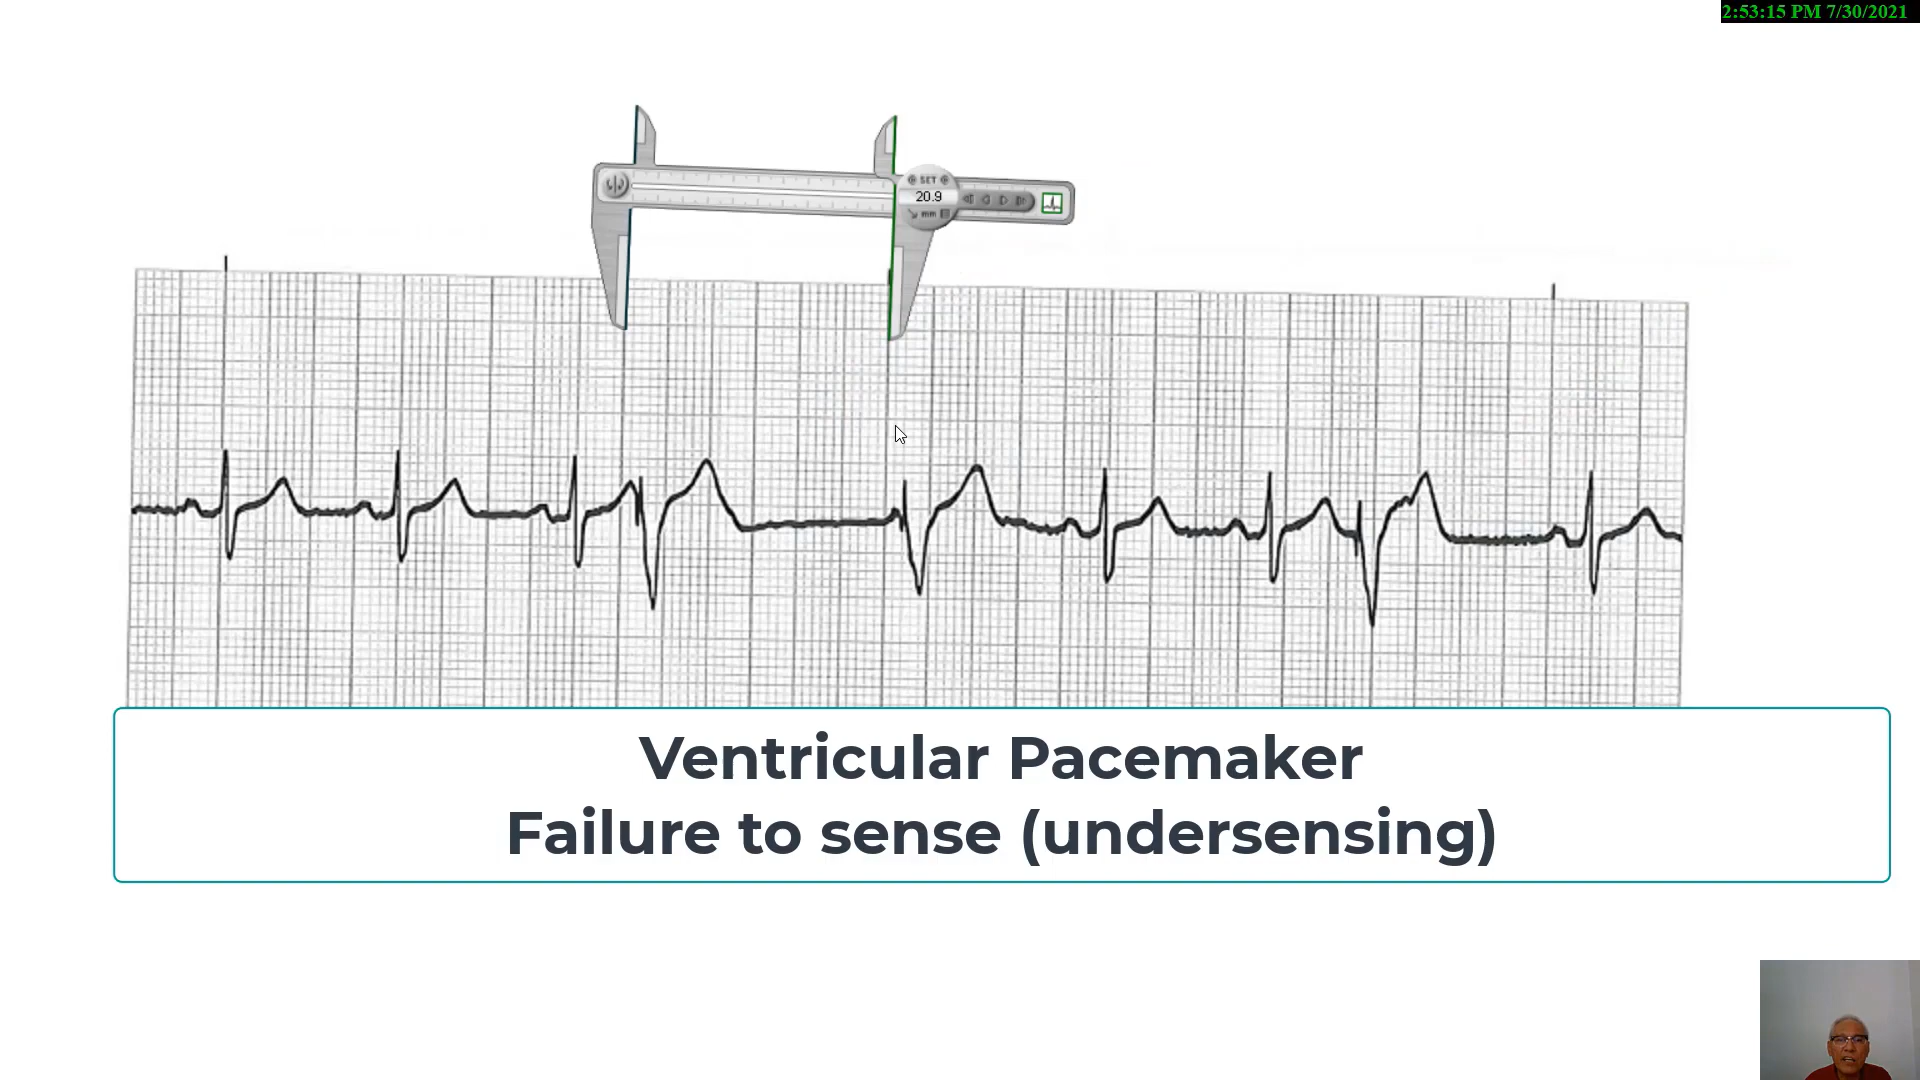 2:53:15 PM 7/30/2021
SET
20.9
mm
Ventricular Pacemaker
Failure to sense (undersensing)